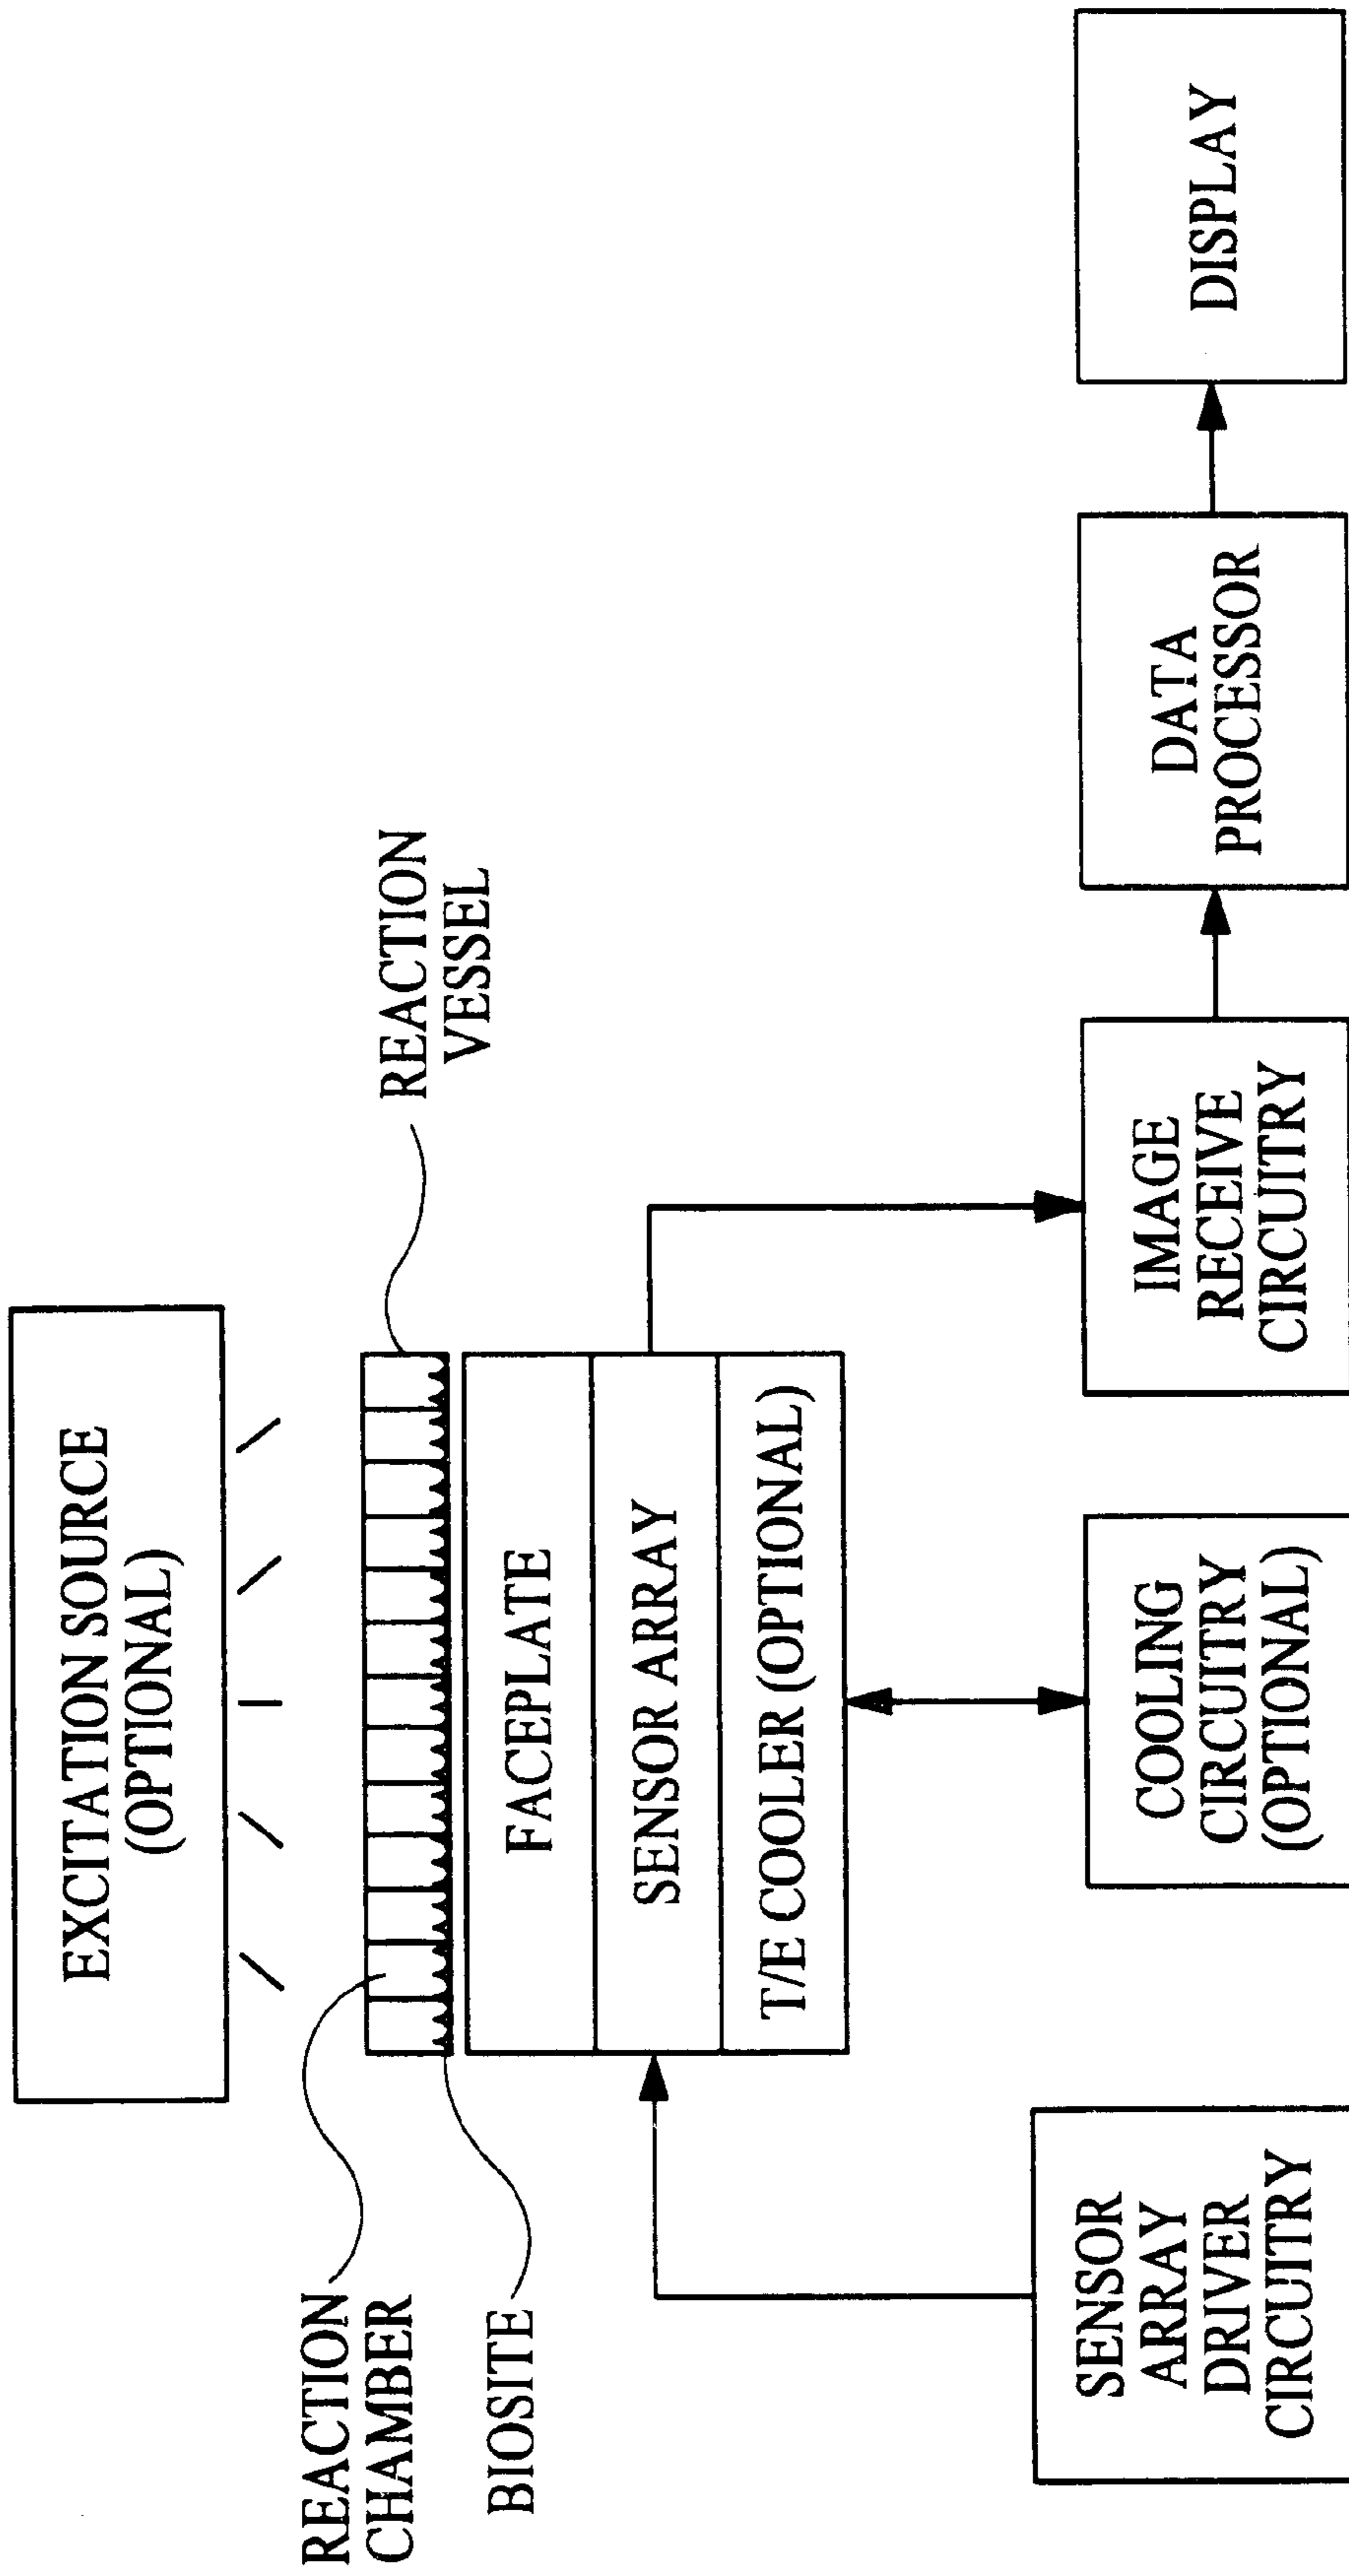 EXCITATION SOURCE
(OPTIONAL)
REACTION
CHAMBER
BIOSITE
REACTION
VESSEL
FACEPLATE
SENSOR ARRAY
T/E COOLER (OPTIONAL)
SENSOR
ARRAY
DRIVER
CIRCUITRY
COOLING
CIRCUITRY
(OPTIONAL)
IMAGE
RECEIVE
CIRCUITRY
DATA
PROCESSOR
DISPLAY